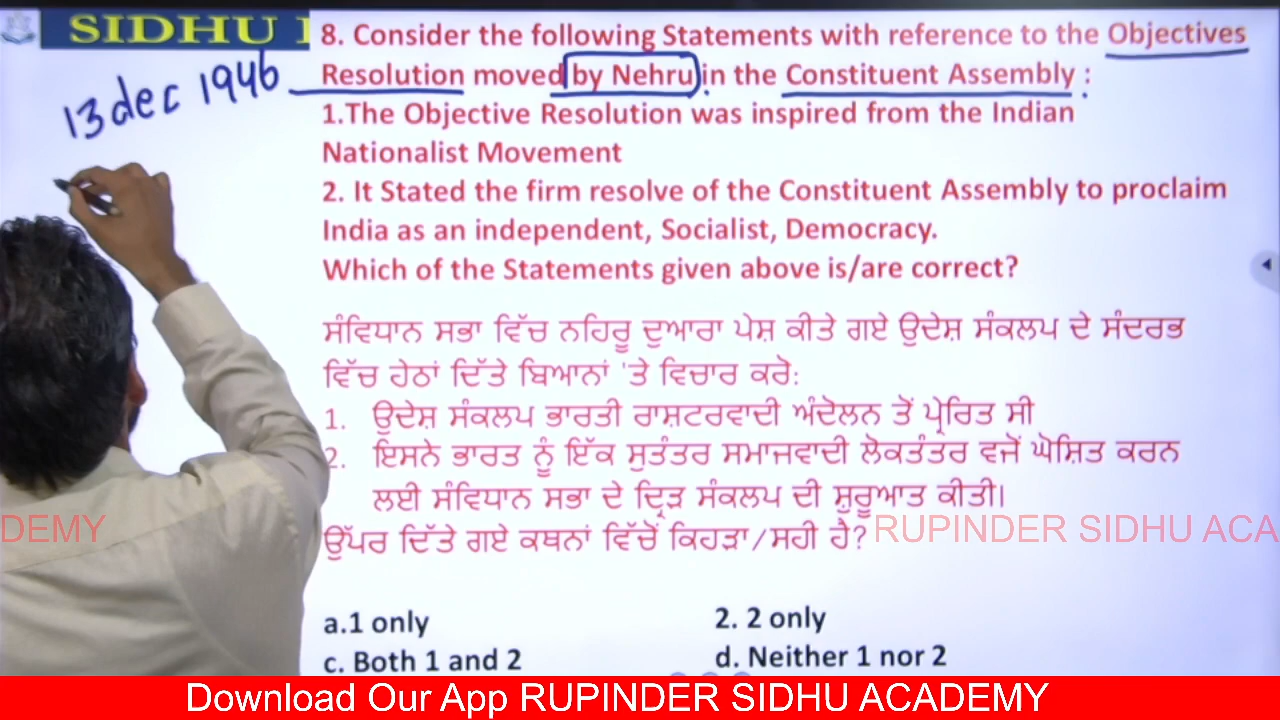 SIDHU
13 dec 1946
8. Consider the following Statements with reference to the Objectives
Resolution moved by Nehru in the Constituent Assembly :
1.The Objective Resolution was inspired from the Indian
Nationalist Movement
2. It Stated the firm resolve of the Constituent Assembly to proclaim
India as an independent, Socialist, Democracy.
Which of the Statements given above is/are correct?
ਸੰਵਿਧਾਨ ਸਭਾ ਵਿੱਚ ਨਹਿਰੂ ਦੁਆਰਾ ਪੇਸ਼ ਕੀਤੇ ਗਏ ਉਦੇਸ਼ ਸੰਕਲਪ ਦੇ ਸੰਦਰਭ
ਵਿੱਚ ਹੇਠਾਂ ਦਿੱਤੇ ਬਿਆਨਾਂ 'ਤੇ ਵਿਚਾਰ ਕਰੋ:
1. ਉਦੇਸ਼ ਸੰਕਲਪ ਭਾਰਤੀ ਰਾਸ਼ਟਰਵਾਦੀ ਅੰਦੋਲਨ ਤੋਂ ਪ੍ਰੇਰਿਤ ਸੀ
2. ਇਸਨੇ ਭਾਰਤ ਨੂੰ ਇੱਕ ਸੁਤੰਤਰ ਸਮਾਜਵਾਦੀ ਲੋਕਤੰਤਰ ਵਜੋਂ ਘੋਸ਼ਿਤ ਕਰਨ
ਲਈ ਸੰਵਿਧਾਨ ਸਭਾ ਦੇ ਦ੍ਰਿੜ ਸੰਕਲਪ ਦੀ ਸ਼ੁਰੂਆਤ ਕੀਤੀ।
DEMY
RUPINDER SIDHU ACA
ਉੱਪਰ ਦਿੱਤੇ ਗਏ ਕਥਨਾਂ ਵਿੱਚੋਂ ਕਿਹੜਾ/ਸਹੀ ਹੈ?
a.1 only 2. 2 only
c. Both 1 and 2 d. Neither 1 nor 2
Download Our App RUPINDER SIDHU ACADEMY